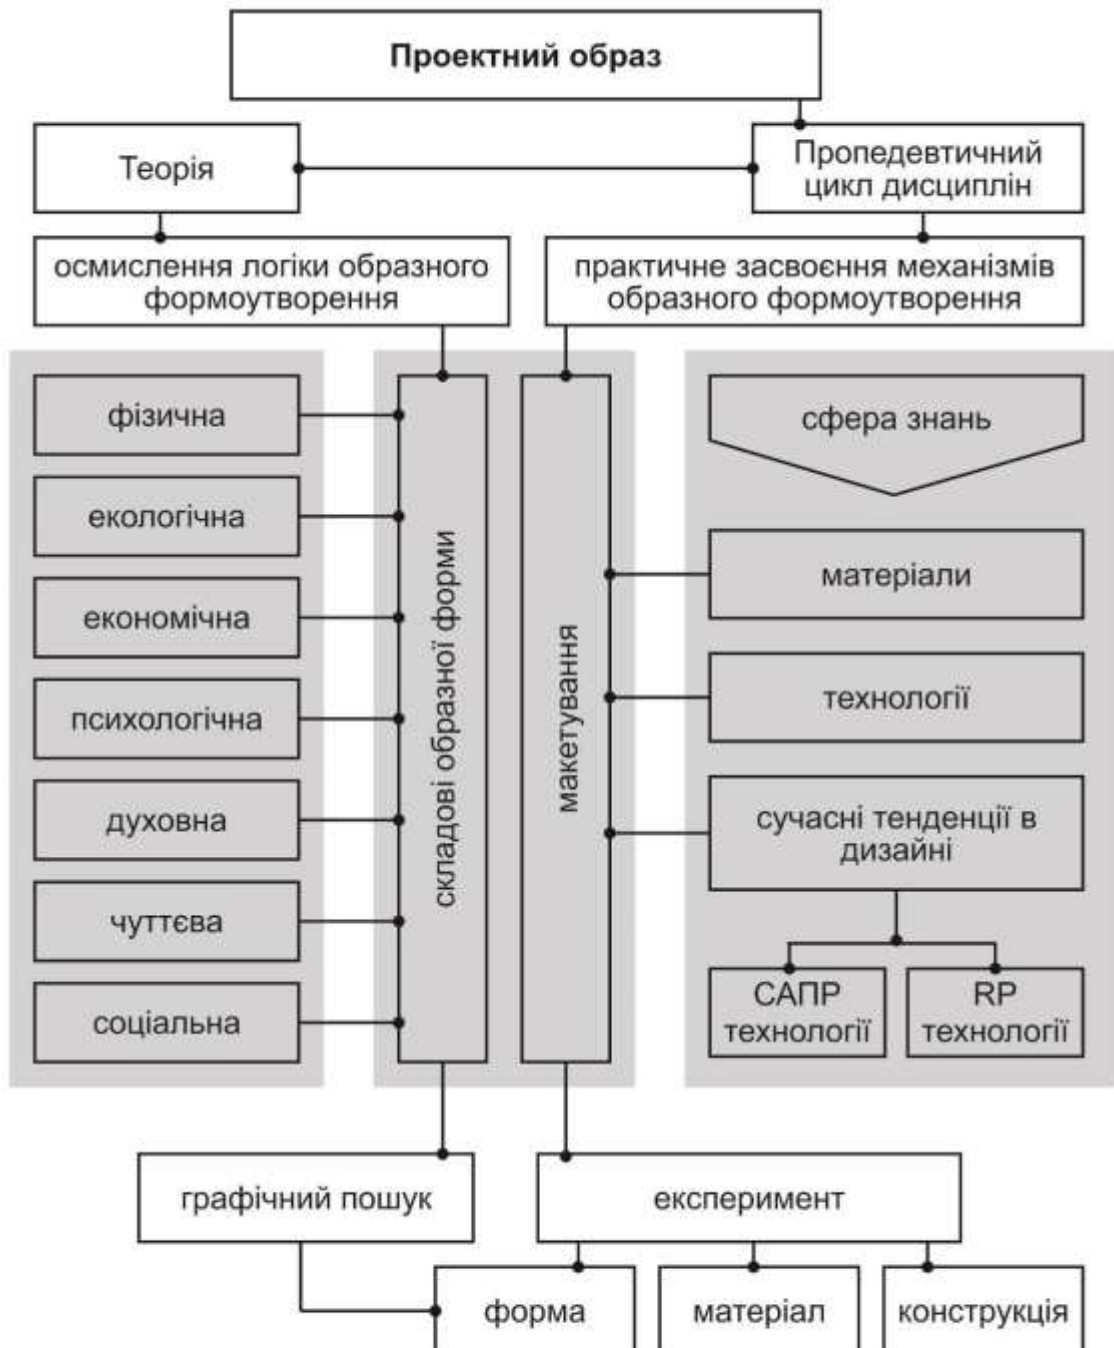 Проектний образ
Теорія
Пропедевтичний
цикл дисциплін
осмислення логіки образного
формоутворення
практичне засвоєння механізмів
образного формоутворення
фізична
екологічна
економічна
психологічна
духовна
чуттєва
соціальна
складові образної форми
макетування
сфера знань
матеріали
технології
сучасні тенденції в
дизайні
САПР
технології
RP
технології
графічний пошук
експеримент
форма
матеріал
конструкція